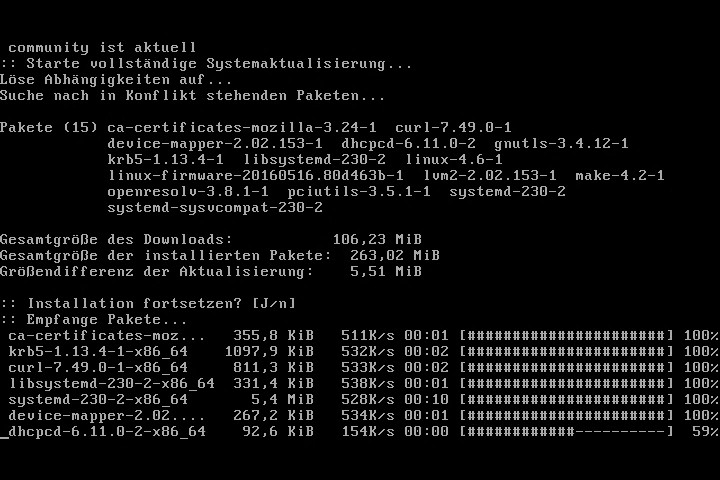 community ist aktuell
:: Starte vollständige Systemaktualisierung...
Löse Abhängigkeiten auf...
Suche nach in Konflikt stehenden Paketen...
Pakete (15) ca-certificates-mozilla-3.24-1 curl-7.49.0-1
device-mapper-2.02.153-1 dhcpcd-6.11.0-2 gnutls-3.4.12-1
krb5-1.13.4-1 libsystemd-230-2 linux-4.6-1
linux-firmware-20160516.80d463b-1 lvm2-2.02.153-1 make-4.2-1
openresolv-3.8.1-1 pciutils-3.5.1-1 systemd-230-2
systemd-sysvcompat-230-2
Gesamtgröße des Downloads: 106,23 MiB
Gesamtgröße der installierten Pakete: 263,02 MiB
Größendifferenz der Aktualisierung: 5,51 MiB
:: Installation fortsetzen? [J/n]
:: Empfange Pakete...
ca-certificates-moz... 355,8 KiB 511K/s 00:01 [######################] 100%
krb5-1.13.4-1-x86_64 1097,9 KiB 532K/s 00:02 [######################] 100%
curl-7.49.0-1-x86_64 811,3 KiB 533K/s 00:02 [######################] 100%
libsystemd-230-2-x86_64 331,4 KiB 538K/s 00:01 [######################] 100%
systemd-230-2-x86_64 5,4 MiB 528K/s 00:10 [######################] 100%
device-mapper-2.02.... 267,2 KiB 534K/s 00:01 [######################] 100%
_dhcpcd-6.11.0-2-x86_64 92,6 KiB 154K/s 00:00 [############----------] 59%